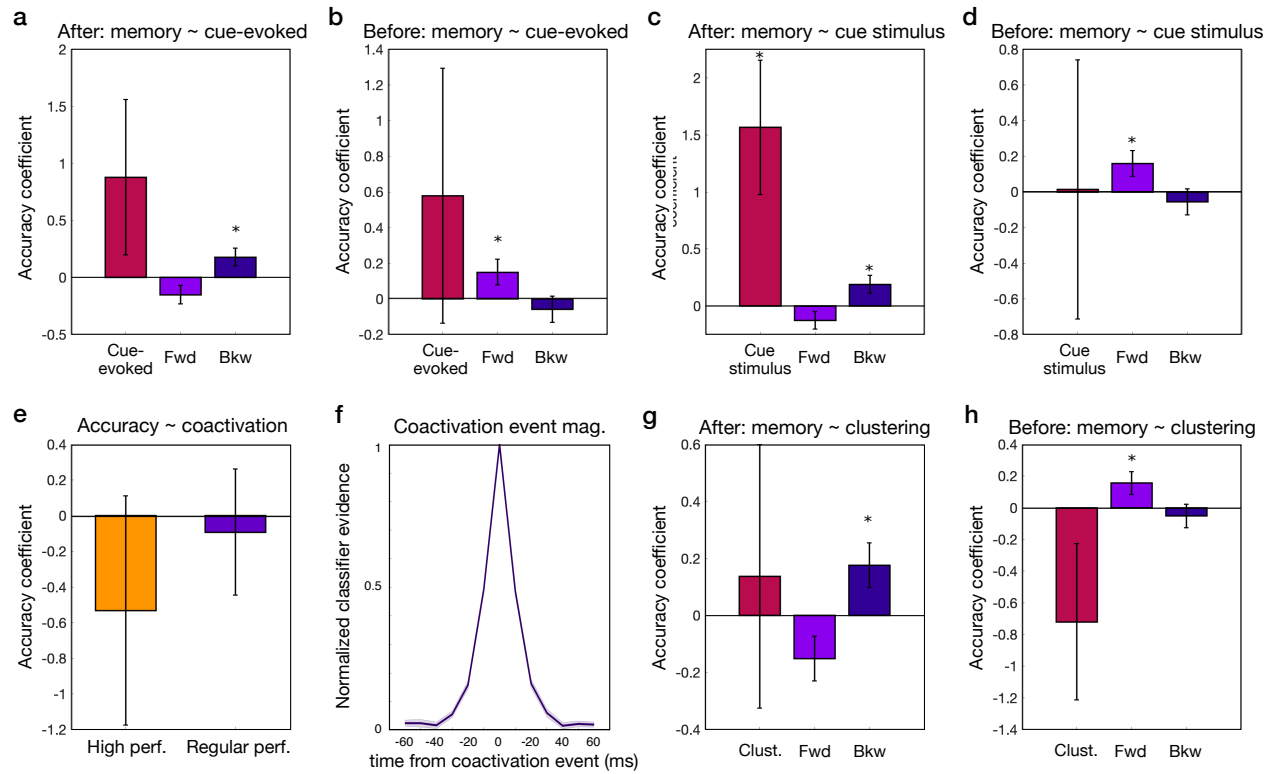 a
After: memory ~ cue-evoked
Accuracy coefficient
2
1.5
1
0.5
0
-0.5
*
Cue-
evoked
Fwd
Bkw
b
Before: memory ~ cue-evoked
Accuracy coefficient
1.4
1.2
1
0.8
0.6
0.4
0.2
0
-0.2
*
Cue-
evoked
Fwd
Bkw
c
After: memory ~ cue stimulus
Accuracy coefficient
coefficient
2
1.5
1
0.5
0
*
*
Cue
stimulus
Fwd
Bkw
d
Before: memory ~ cue stimulus
Accuracy coefficient
0.8
0.6
0.4
0.2
0
-0.2
-0.4
-0.6
-0.8
*
Cue
stimulus
Fwd
Bkw
e
Accuracy ~ coactivation
Accuracy coefficient
0.4
0.2
0
-0.2
-0.4
-0.6
-0.8
-1
-1.2
High perf.
Regular perf.
f
Coactivation event mag.
Normalized classifier evidence
1
0.5
0
-60
-40
-20
0
-20
40
60
time from coactivation event (ms)
g
After: memory ~ clustering
Accuracy coefficient
0.6
0.4
0.2
0
-0.2
-0.4
*
Clust.
Fwd
Bkw
h
Before: memory ~ clustering
Accuracy coefficient
0.4
0.2
0
-0.2
-0.4
-0.6
-0.8
-1
-1.2
-1.4
*
Clust.
Fwd
Bkw